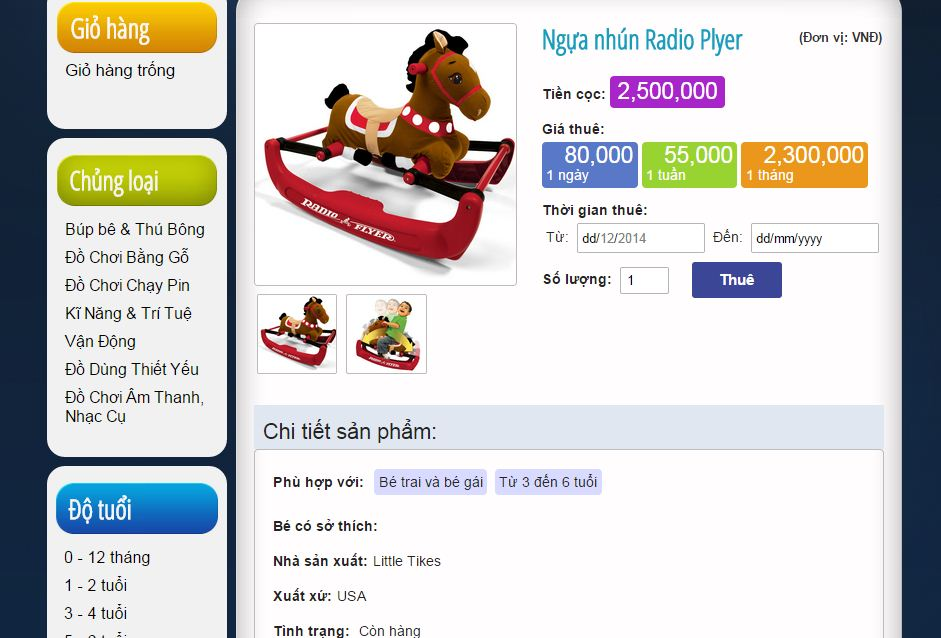 Giỏ hàng
Giỏ hàng trống
Chủng loại
Búp bê & Thú Bông
Đồ Chơi Bằng Gỗ
Đồ Chơi Chạy Pin
Kĩ Năng & Trí Tuệ
Vận Động
Đồ Dùng Thiết Yếu
Đồ Chơi Âm Thanh,
Nhạc Cụ
Độ tuổi
0 - 12 tháng
1 - 2 tuổi
3 - 4 tuổi
RADIO FLYER
Ngựa nhún Radio Plyer
(Đơn vị: VNĐ)
Tiền cọc: 2,500,000
Giá thuê:
80,000 55,000 2,300,000
1 ngày 1 tuần 1 tháng
Thời gian thuê:
Từ: dd/12/2014 Đến: dd/mm/yyyy
Số lượng: 1 Thuê
Chi tiết sản phẩm:
Phù hợp với: Bé trai và bé gái Từ 3 đến 6 tuổi
Bé có sở thích:
Nhà sản xuất: Little Tikes
Xuất xứ: USA
Tình trạng: Còn hàng